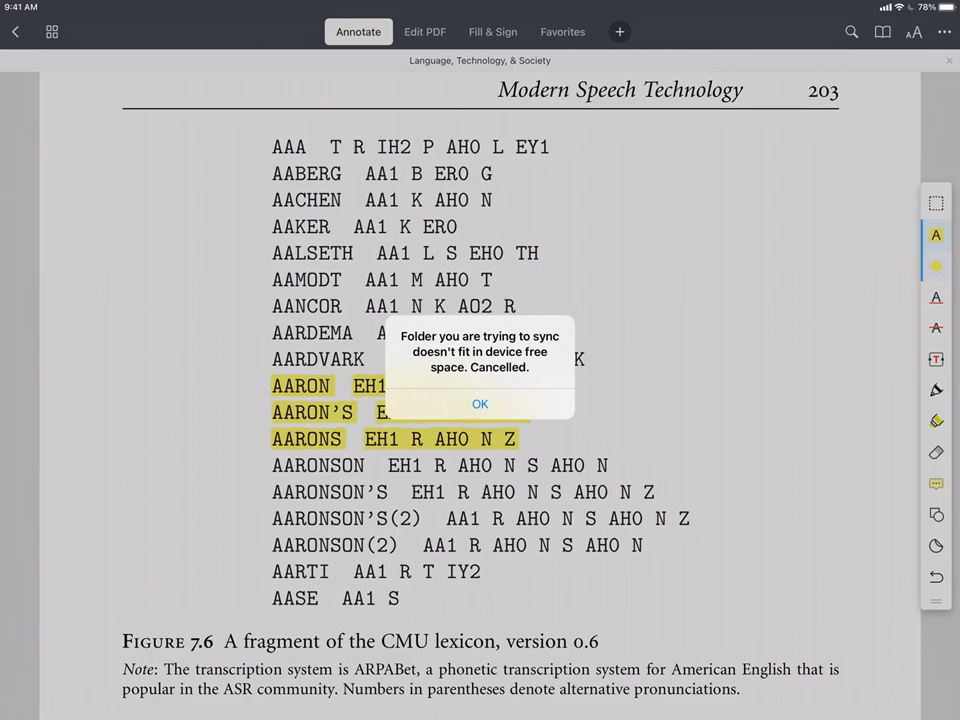 9:41 AM
78%
Annotate
Edit PDF
Fill & Sign
Favorites
AA
Language, Technology, & Society
Modern Speech Technology 203
AAA T R IH2 P AH0 L EY1
AABERG AA1 B ER0 G
AACHEN AA1 K AH0 N
AAKER AA1 K ER0
AALSETH AA1 L S EH0 TH
AAMODT AA1 M AH0 T
AANCOR AA1 N K AO2 R
AARDEMA
AARDVARK K
AARON EH1
AARON'S
AARONS EH1 R AH0 N Z
AARONSON EH1 R AH0 N S AH0 N
AARONSON'S EH1 R AH0 N S AH0 N Z
AARONSON'S(2) AA1 R AH0 N S AH0 N Z
AARONSON(2) AA1 R AH0 N S AH0 N
AARTI AA1 R T IY2
AASE AA1 S
Folder you are trying to sync
doesn't fit in device free
space. Cancelled.
OK
A
A
A
T
FIGURE 7.6 A fragment of the CMU lexicon, version 0.6
Note: The transcription system is ARPABet, a phonetic transcription system for American English that is
popular in the ASR community. Numbers in parentheses denote alternative pronunciations.